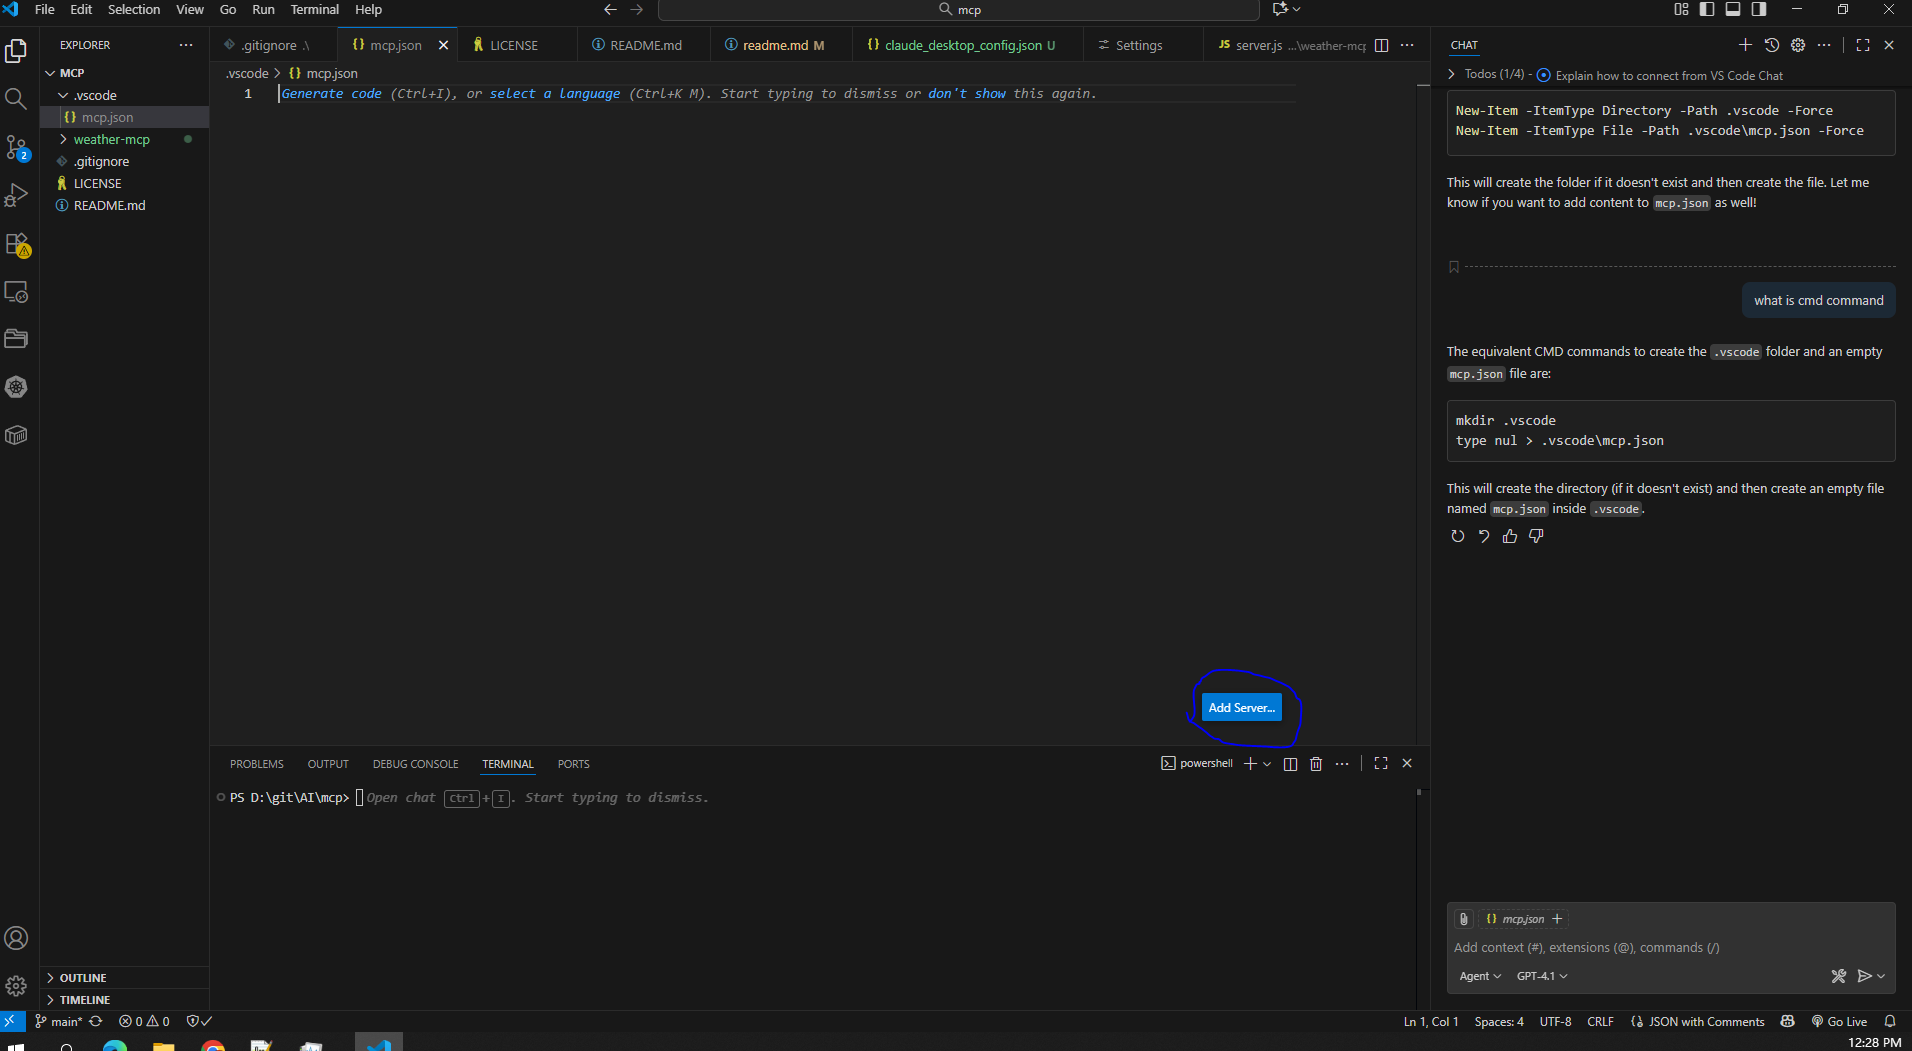 File Edit Selection View Go Run Terminal Help
mcp
EXPLORER
MCP
.vscode
mcp.json
weather-mcp
.gitignore
LICENSE
README.md
OUTLINE
TIMELINE
2
.gitignore .\
mcp.json
LICENSE
README.md
readme.md M
claude_desktop_config.json U
Settings
JS server.js ...\weather-mcp
.vscode > mcp.json
1
Generate code (Ctrl+I), or select a language (Ctrl+K M). Start typing to dismiss or don't show this again.
Add Server...
PROBLEMS OUTPUT DEBUG CONSOLE TERMINAL PORTS
powershell
PS D:\git\AI\mcp> Open chat Ctrl + I . Start typing to dismiss.
CHAT
Todos (1/4) - Explain how to connect from VS Code Chat
New-Item -ItemType Directory -Path .vscode -Force
New-Item -ItemType File -Path .vscode\mcp.json -Force
This will create the folder if it doesn't exist and then create the file. Let me
know if you want to add content to mcp.json as well!
what is cmd command
The equivalent CMD commands to create the .vscode folder and an empty
mcp.json file are:
mkdir .vscode
type nul > .vscode\mcp.json
This will create the directory (if it doesn't exist) and then create an empty file
named mcp.json inside .vscode.
mcp.json
Add context (#), extensions (@), commands (/)
Agent GPT-4.1
main* 0 0
Ln 1, Col 1 Spaces: 4 UTF-8 CRLF JSON with Comments Go Live
12:28 PM